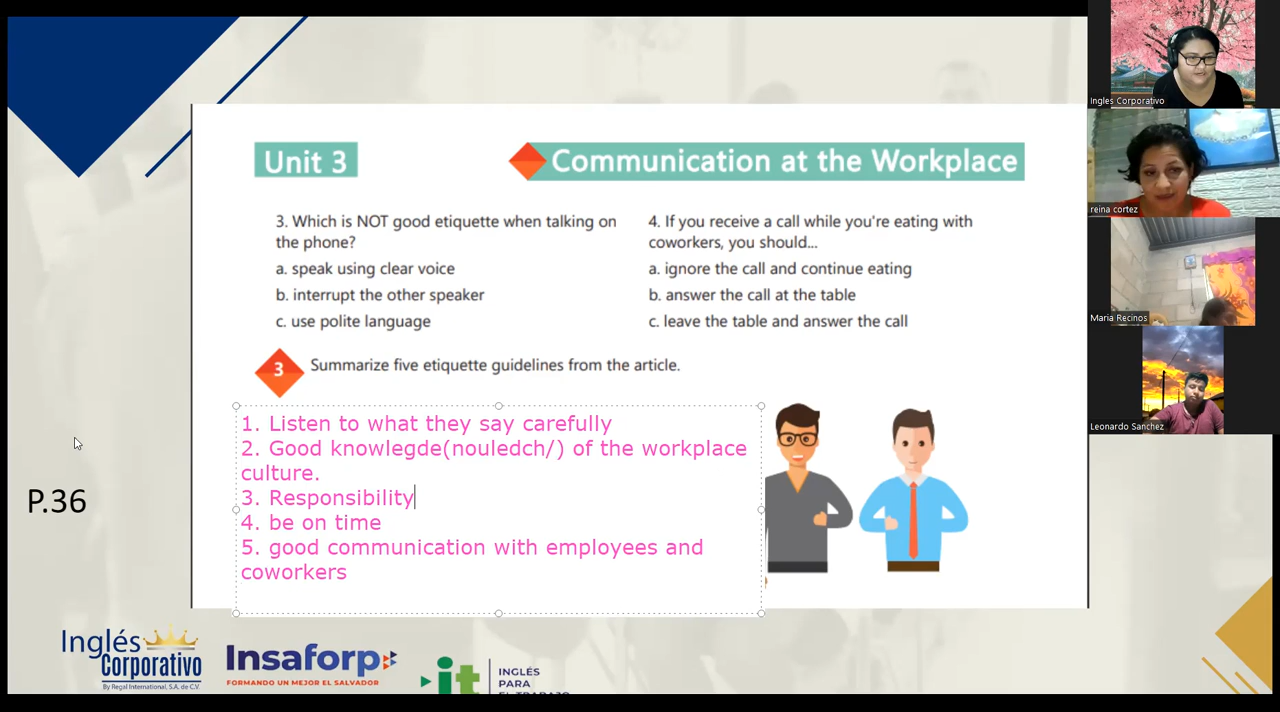 Unit 3
Communication at the Workplace
3. Which is NOT good etiquette when talking on
the phone?
a. speak using clear voice
b. interrupt the other speaker
c. use polite language
4. If you receive a call while you're eating with
coworkers, you should...
a. ignore the call and continue eating
b. answer the call at the table
c. leave the table and answer the call
3
Summarize five etiquette guidelines from the article.
1. Listen to what they say carefully
2. Good knowlegde(nouledch/) of the workplace
culture.
3. Responsibility
4. be on time
5. good communication with employees and
coworkers
P.36
Inglés
Corporativo
By Regal International, S.A. de C.V.
Insaforp
FORMANDO UN MEJOR EL SALVADOR
it
INGLÉS
PARA
EL TRABAJO
Ingles Corporativo
reina cortez
Maria Recinos
Leonardo Sanchez